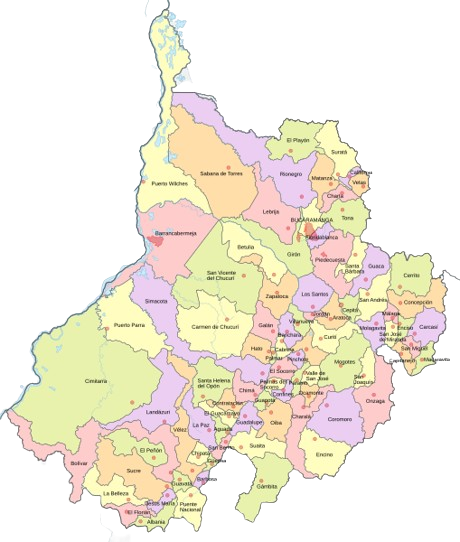 El Playón
Suratá
Rionegro
Sabana de Torres
Matanza
Vetas
Puerto Wilches
Charta
Lebrija
Tona
BUCARAMANGA
Barrancabermeja
Floridablanca
Betulia
Girón
Piedecuesta
Santa
Bárbara
Guaca
San Vicente
del Chucurí
Cerrito
Simacota
Zapatoca
Los Santos
San Andrés
Concepción
Cepitá
Jordán
Aratoca
Málaga
Puerto Parra
Carmen de Chucurí
Galán
Villanueva
Molagavita
Enciso
Carcasí
Barichara
Curití
San José
de Miranda
Cabrera
San Miguel
Hato
Capitanejo
Macaravita
Palmar
Pinchote
Mogotes
El Socorro
Valle de
San José
San
Joaquín
Cimitarra
Santa Helena
del Opón
Chima
Palmas del
Socorro
Páramo
Confines
Ocamonte
Onzaga
Contratación
Guapotá
Landázuri
El Guacamayo
Charalá
Coromoro
La Paz
Guadalupe
Oiba
Vélez
Aguada
San Benito
Suaita
El Peñón
Chipatá
Encino
Bolívar
Güepsa
Sucre
Guavatá
Barbosa
Gámbita
La Belleza
Jesús María
Puente
Nacional
El Florián
Albania